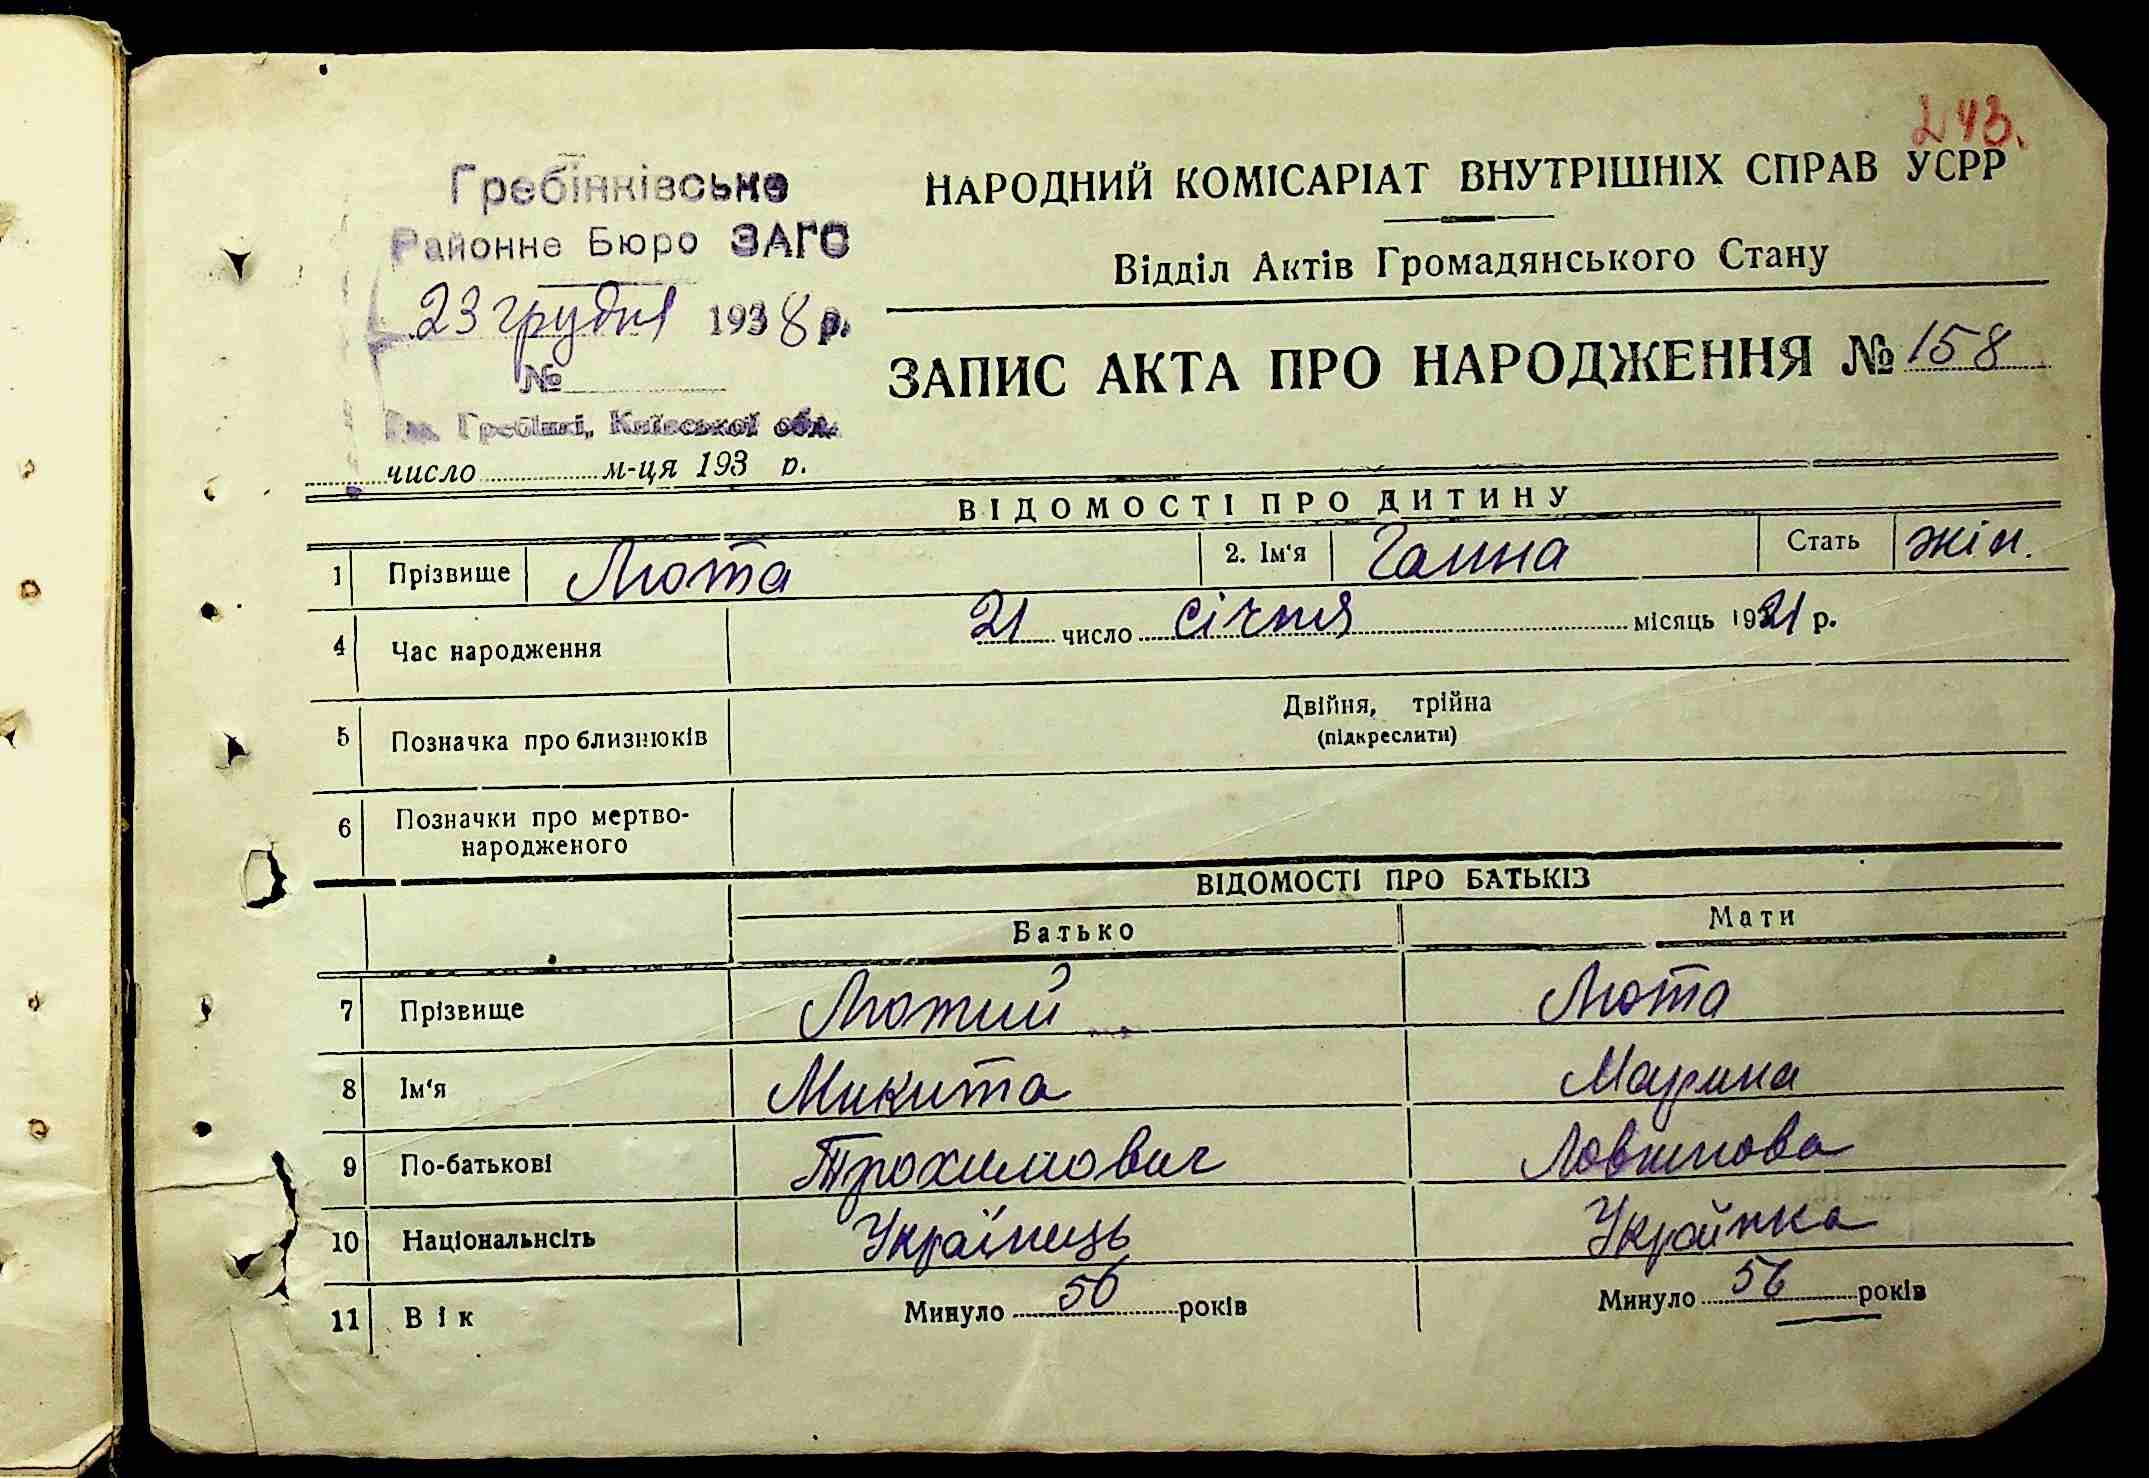 243.
Гребінківське
Районне Бюро ЗАГС
23 грудня 1938 р.
№
Гребінки, Київської обл.
число м-ця 193 р.
НАРОДНИЙ КОМІСАРІАТ ВНУТРІШНІХ СПРАВ УСРР
Відділ Актів Громадянського Стану
ЗАПИС АКТА ПРО НАРОДЖЕННЯ № 158
ВІДОМОСТІ ПРО ДИТИНУ
1 Прізвище Люта 2. Ім'я Ганна Стать жін.
4 Час народження 21 число січня місяць 1921 р.
5 Позначка про близнюків Двійня, трійна
(підкреслити)
6 Позначки про мертво-
народженого
ВІДОМОСТІ ПРО БАТЬКІЗ
Батько Мати
7 Прізвище Лютий Люта
8 Ім'я Микита Марина
9 По-батькові Трохимович
10 Національнсіть Українець Українка
11 Вік Минуло 56 років Минуло 56 років